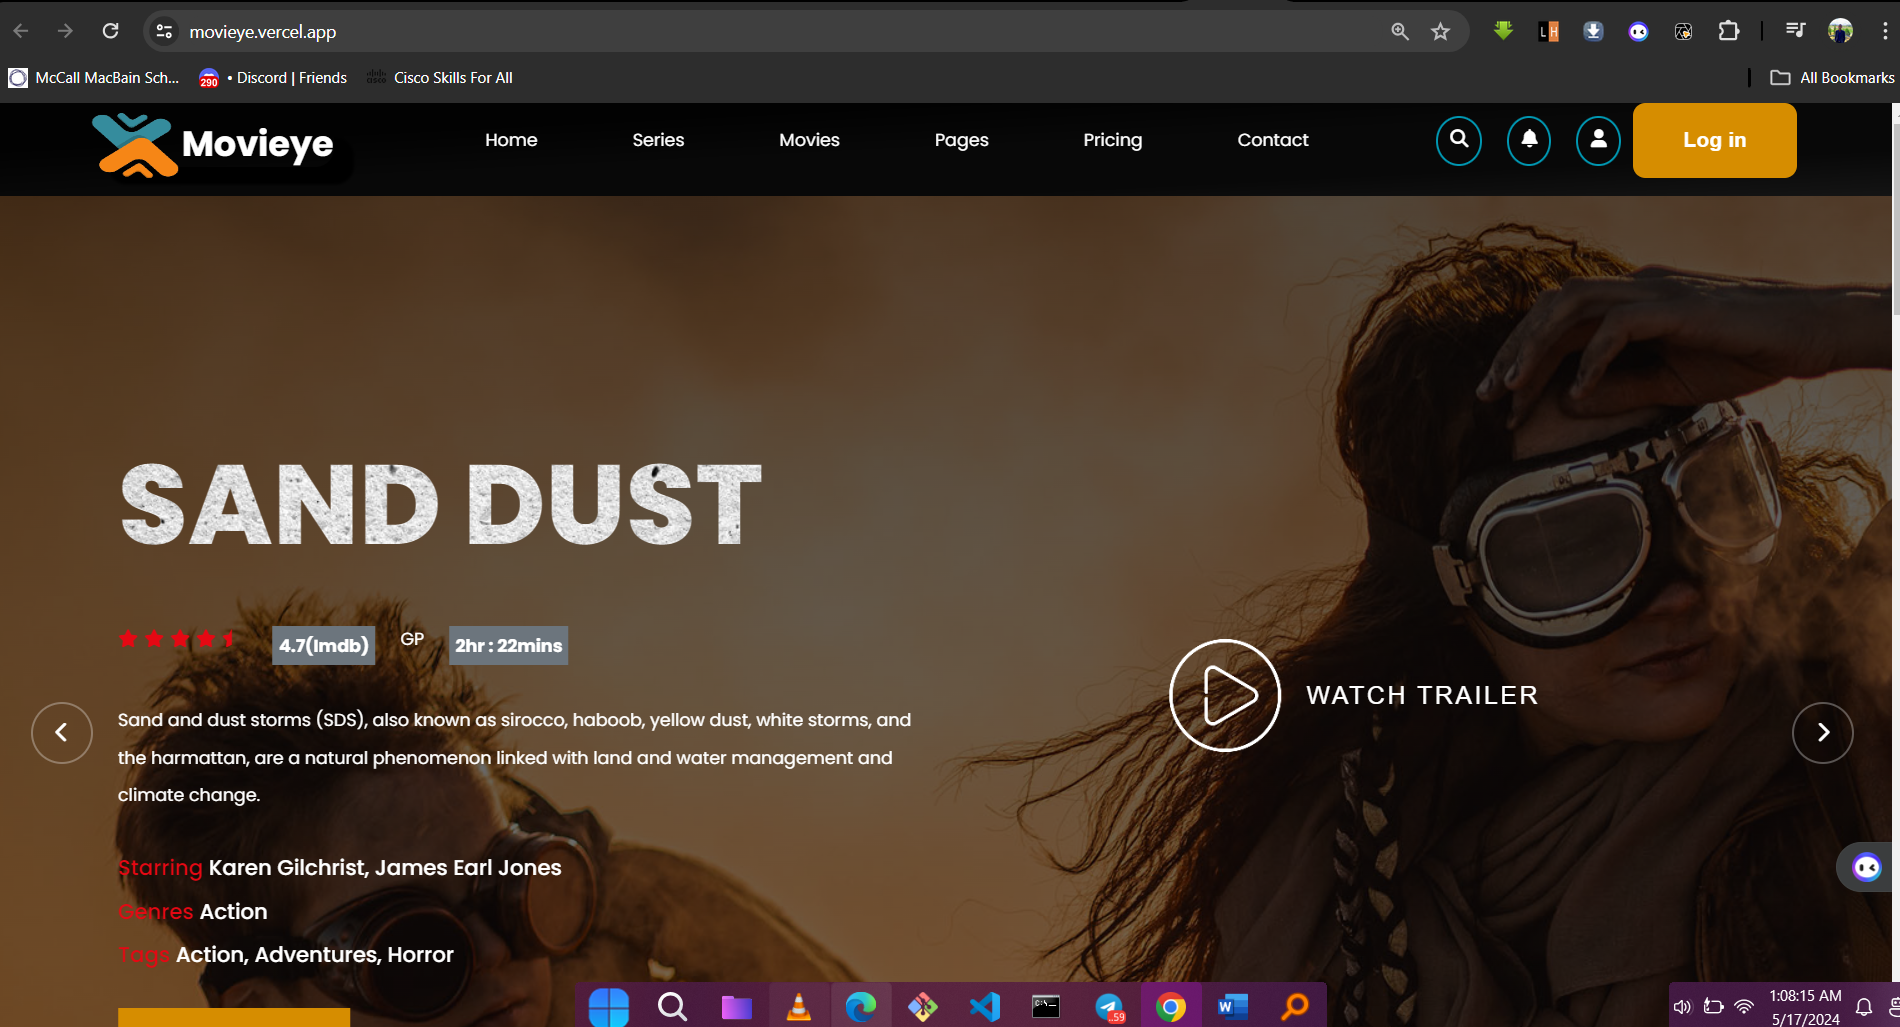 movieye.vercel.app
McCall MacBain Sch...
290
• Discord | Friends
Cisco Skills For All
All Bookmarks
Movieye
Home
Series
Movies
Pages
Pricing
Contact
Log in
SAND DUST
4.7(Imdb)
GP
2hr : 22mins
WATCH TRAILER
Sand and dust storms (SDS), also known as sirocco, haboob, yellow dust, white storms, and
the harmattan, are a natural phenomenon linked with land and water management and
climate change.
Starring Karen Gilchrist, James Earl Jones
Genres Action
Tags Action, Adventures, Horror
1:08:15 AM
5/17/2024